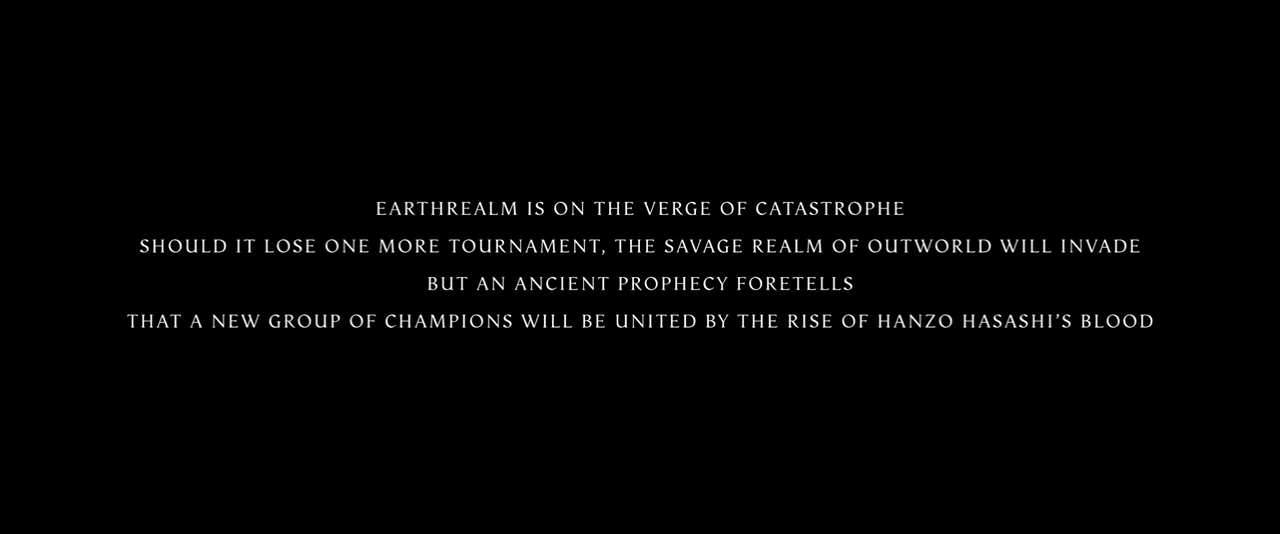 EARTHREALM IS ON THE VERGE OF CATASTROPHE
SHOULD IT LOSE ONE MORE TOURNAMENT, THE SAVAGE REALM OF OUTWORLD WILL INVADE
BUT AN ANCIENT PROPHECY FORETELLS
THAT A NEW GROUP OF CHAMPIONS WILL BE UNITED BY THE RISE OF HANZO HASASHI’S BLOOD